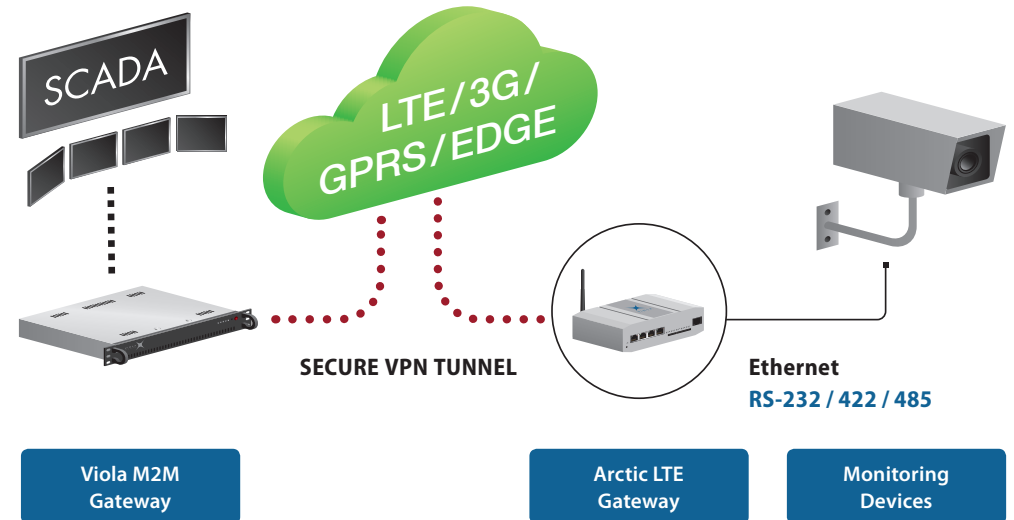 SCADA
LTE/3G/
GPRS/EDGE
SECURE VPN TUNNEL
Ethernet
RS-232 / 422 / 485
Viola M2M
Gateway
Arctic LTE
Gateway
Monitoring
Devices